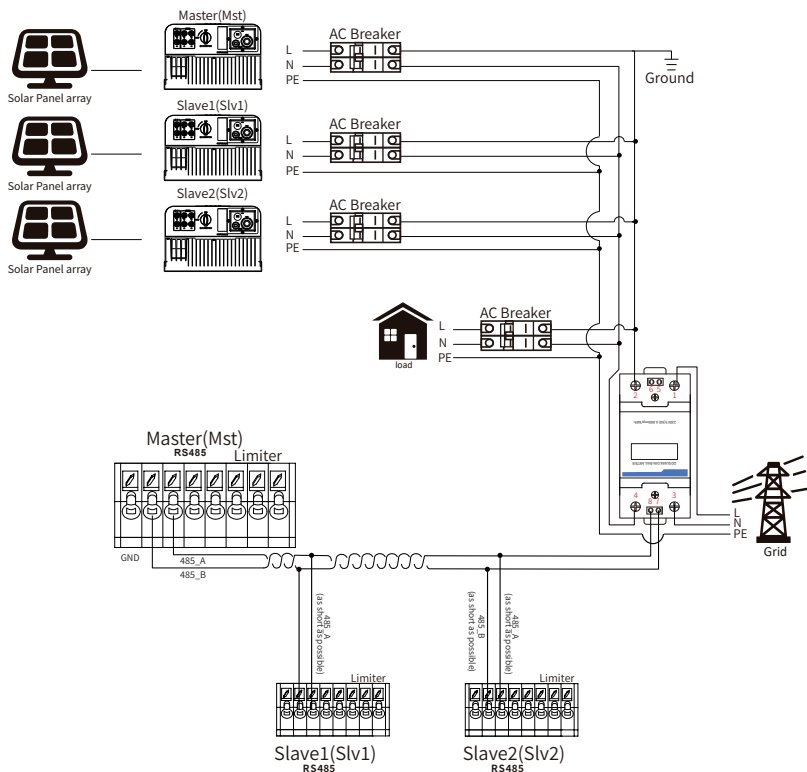 Master(Mst)
Solar Panel array
L
N
PE
AC Breaker
Ground
Slave1(Slv1)
Solar Panel array
L
N
PE
AC Breaker
Slave2(Slv2)
Solar Panel array
L
N
PE
AC Breaker
load
L
N
PE
AC Breaker
2
6 5
1
4
8 7
3
L
N
PE
Grid
Master(Mst)
RS485
Limiter
GND
485_A
485_B
485_A
(as short as possible)
485_B
(as short as possible)
485_A
(as short as possible)
Limiter
Slave1(Slv1)
RS485
Limiter
Slave2(Slv2)
RS485